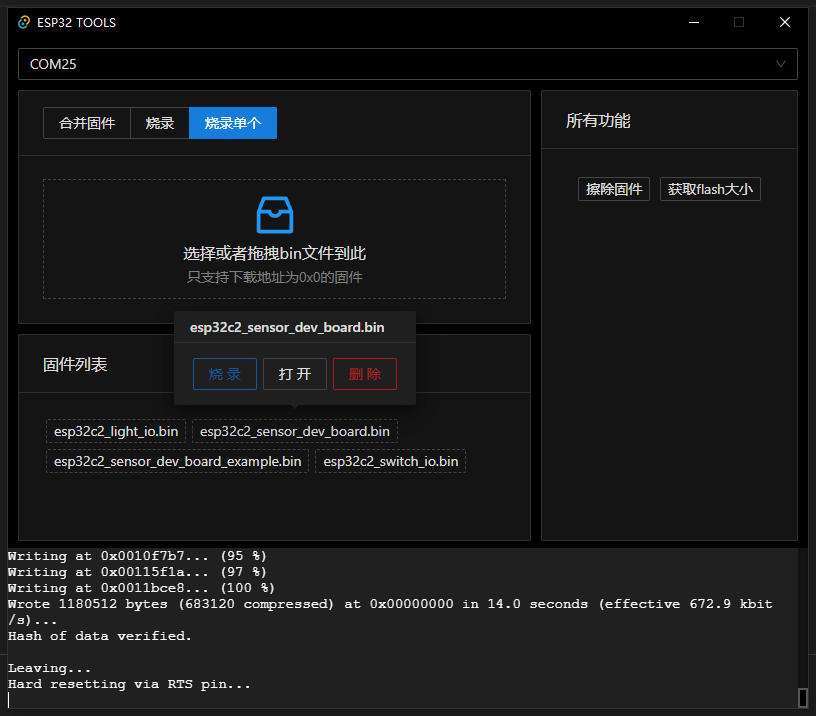 ESP32 TOOLS
COM25
合并固件 烧录 烧录单个
所有功能
擦除固件 获取flash大小
选择或者拖拽bin文件到此
只支持下载地址为0x0的固件
esp32c2_sensor_dev_board.bin
烧 录 打 开 删 除
固件列表
esp32c2_light_io.bin esp32c2_sensor_dev_board.bin
esp32c2_sensor_dev_board_example.bin esp32c2_switch_io.bin
Writing at 0x0010f7b7... (95 %)
Writing at 0x00115f1a... (97 %)
Writing at 0x0011bce8... (100 %)
Wrote 1180512 bytes (683120 compressed) at 0x00000000 in 14.0 seconds (effective 672.9 kbit
/s)...
Hash of data verified.
Leaving...
Hard resetting via RTS pin...